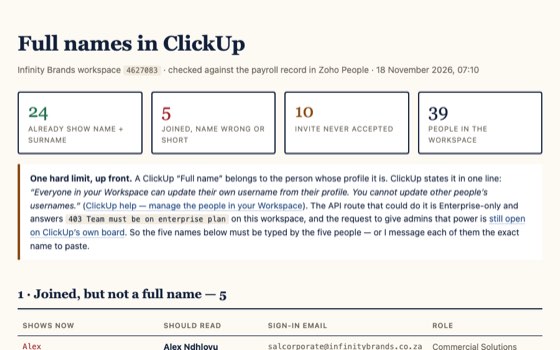 Full names in ClickUp
Infinity Brands workspace 4627083 · checked against the payroll record in Zoho People · 18 November 2026, 07:10
24
ALREADY SHOW NAME +
SURNAME
5
JOINED, NAME WRONG OR
SHORT
10
INVITE NEVER ACCEPTED
39
PEOPLE IN THE
WORKSPACE
One hard limit, up front. A ClickUp "Full name" belongs to the person whose profile it is. ClickUp states it in one line:
"Everyone in your Workspace can update their own username from their profile. You cannot update other people's
usernames." (ClickUp help — manage the people in your Workspace). The API route that could do it is Enterprise-only and
answers 403 Team must be on enterprise plan on this workspace, and the request to give admins that power is still open
on ClickUp's own board. So the five names below must be typed by the five people — or I message each of them the exact
name to paste.
1 · Joined, but not a full name — 5
SHOWS NOW SHOULD READ SIGN-IN EMAIL ROLE
Alex Alex Ndhlovu salcorporate@infinitybrands.co.za Commercial Solutions